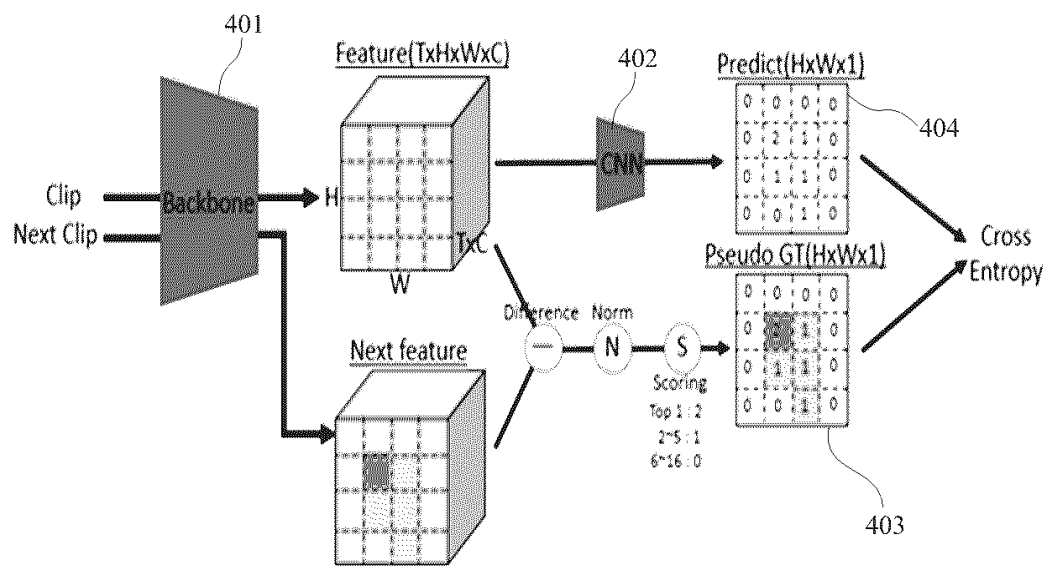 401
Feature(TxHxWxC)
402
Predict(HxWx1)
0 0 0 0
0 2 1 0
0 1 1 0
0 0 1 0
404
Clip
Next Clip
Backbone
H
TxC
W
CNN
Cross
Entropy
Pseudo GT(HxWx1)
0 0 0 0
0 2 1 0
0 1 1 0
0 0 1 0
403
Difference
Norm
—
N
S
Scoring
Top 1 : 2
2~5 : 1
6~16 : 0
Next feature